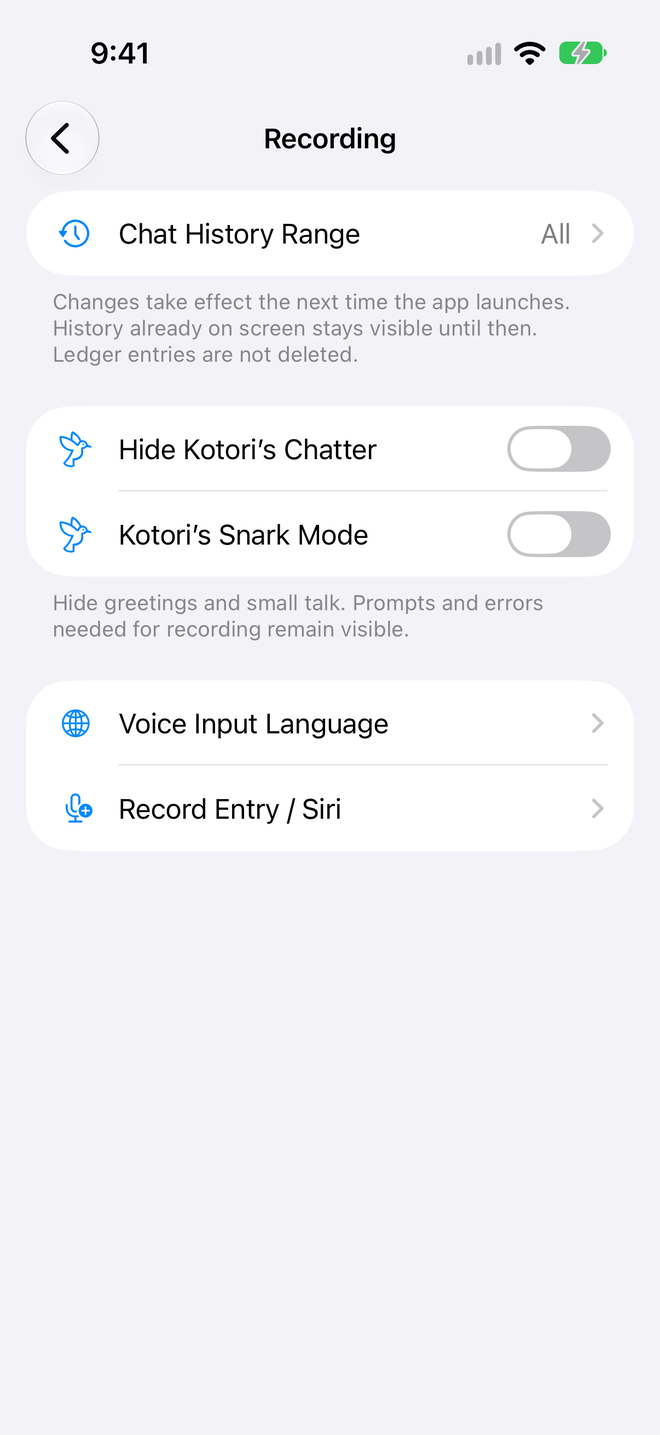 9:41
Recording
Chat History Range
All
Changes take effect the next time the app launches.
History already on screen stays visible until then.
Ledger entries are not deleted.
Hide Kotori’s Chatter
Kotori’s Snark Mode
Hide greetings and small talk. Prompts and errors
needed for recording remain visible.
Voice Input Language
Record Entry / Siri